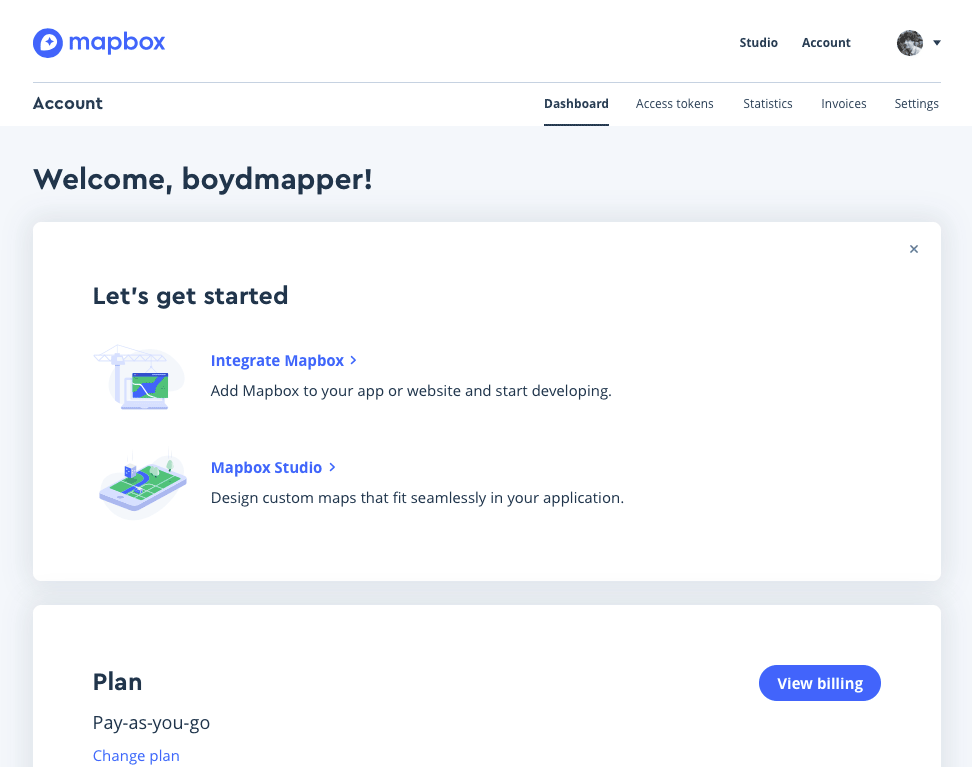 mapbox
Studio Account
Account
Dashboard Access tokens Statistics Invoices Settings
Welcome, boydmapper!
Let's get started
Integrate Mapbox
Add Mapbox to your app or website and start developing.
Mapbox Studio
Design custom maps that fit seamlessly in your application.
Plan
View billing
Pay-as-you-go
Change plan